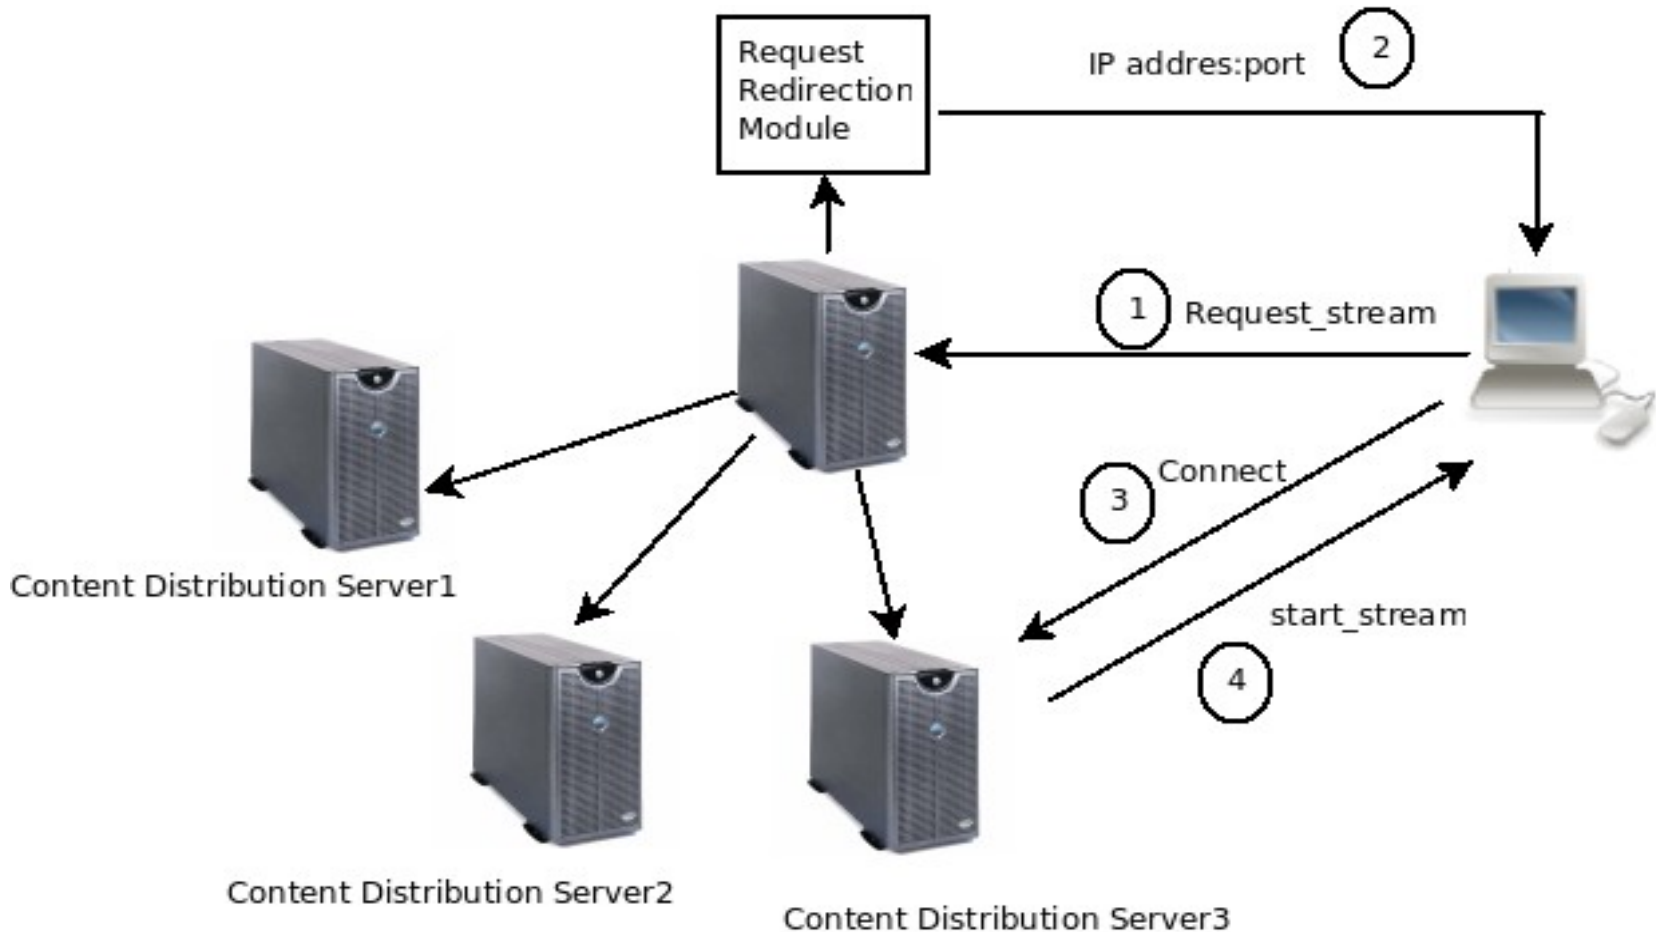 Request
Redirection
Module
IP addres:port
2
1
Request_stream
3
Connect
start_stream
4
Content Distribution Server1
Content Distribution Server2
Content Distribution Server3